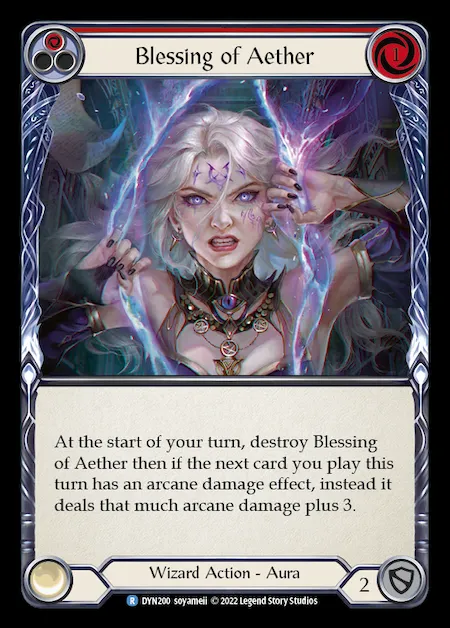 Blessing of Aether
1
At the start of your turn, destroy Blessing
of Aether then if the next card you play this
turn has an arcane damage effect, instead it
deals that much arcane damage plus 3.
Wizard Action - Aura
2
R DYN200 soyameii © 2022 Legend Story Studios